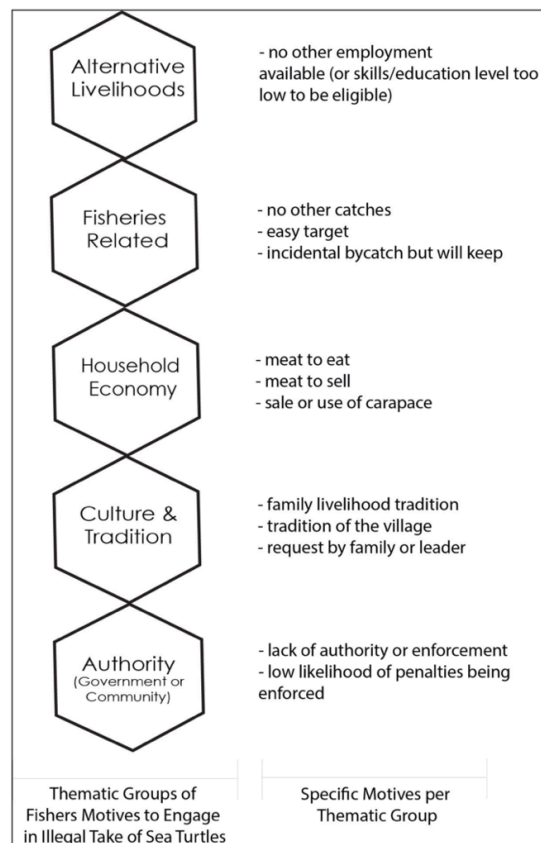 Alternative
Livelihoods
- no other employment
available (or skills/education level too
low to be eligible)
Fisheries
Related
- no other catches
- easy target
- incidental bycatch but will keep
Household
Economy
- meat to eat
- meat to sell
- sale or use of carapace
Culture &
Tradition
- family livelihood tradition
- tradition of the village
- request by family or leader
Authority
(Government or
Community)
- lack of authority or enforcement
- low likelihood of penalties being
enforced
Thematic Groups of
Fishers Motives to Engage
in Illegal Take of Sea Turtles
Specific Motives per
Thematic Group